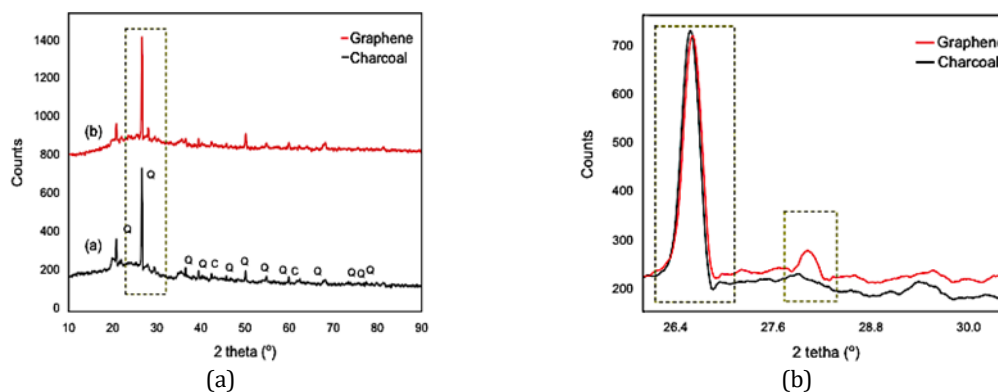 1400
1200
1000
800
600
400
200
0
Counts
Graphene
Charcoal
(b)
(a)
Q
Q
Q
Q
C
Q
Q
Q
Q
C
Q
Q
Q
Q
10 20 30 40 50 60 70 80 90
2 theta (°)
(a)
700
600
500
400
300
200
Counts
Graphene
Charcoal
26.4 27.6 28.8 30.0
2 tetha (°)
(b)